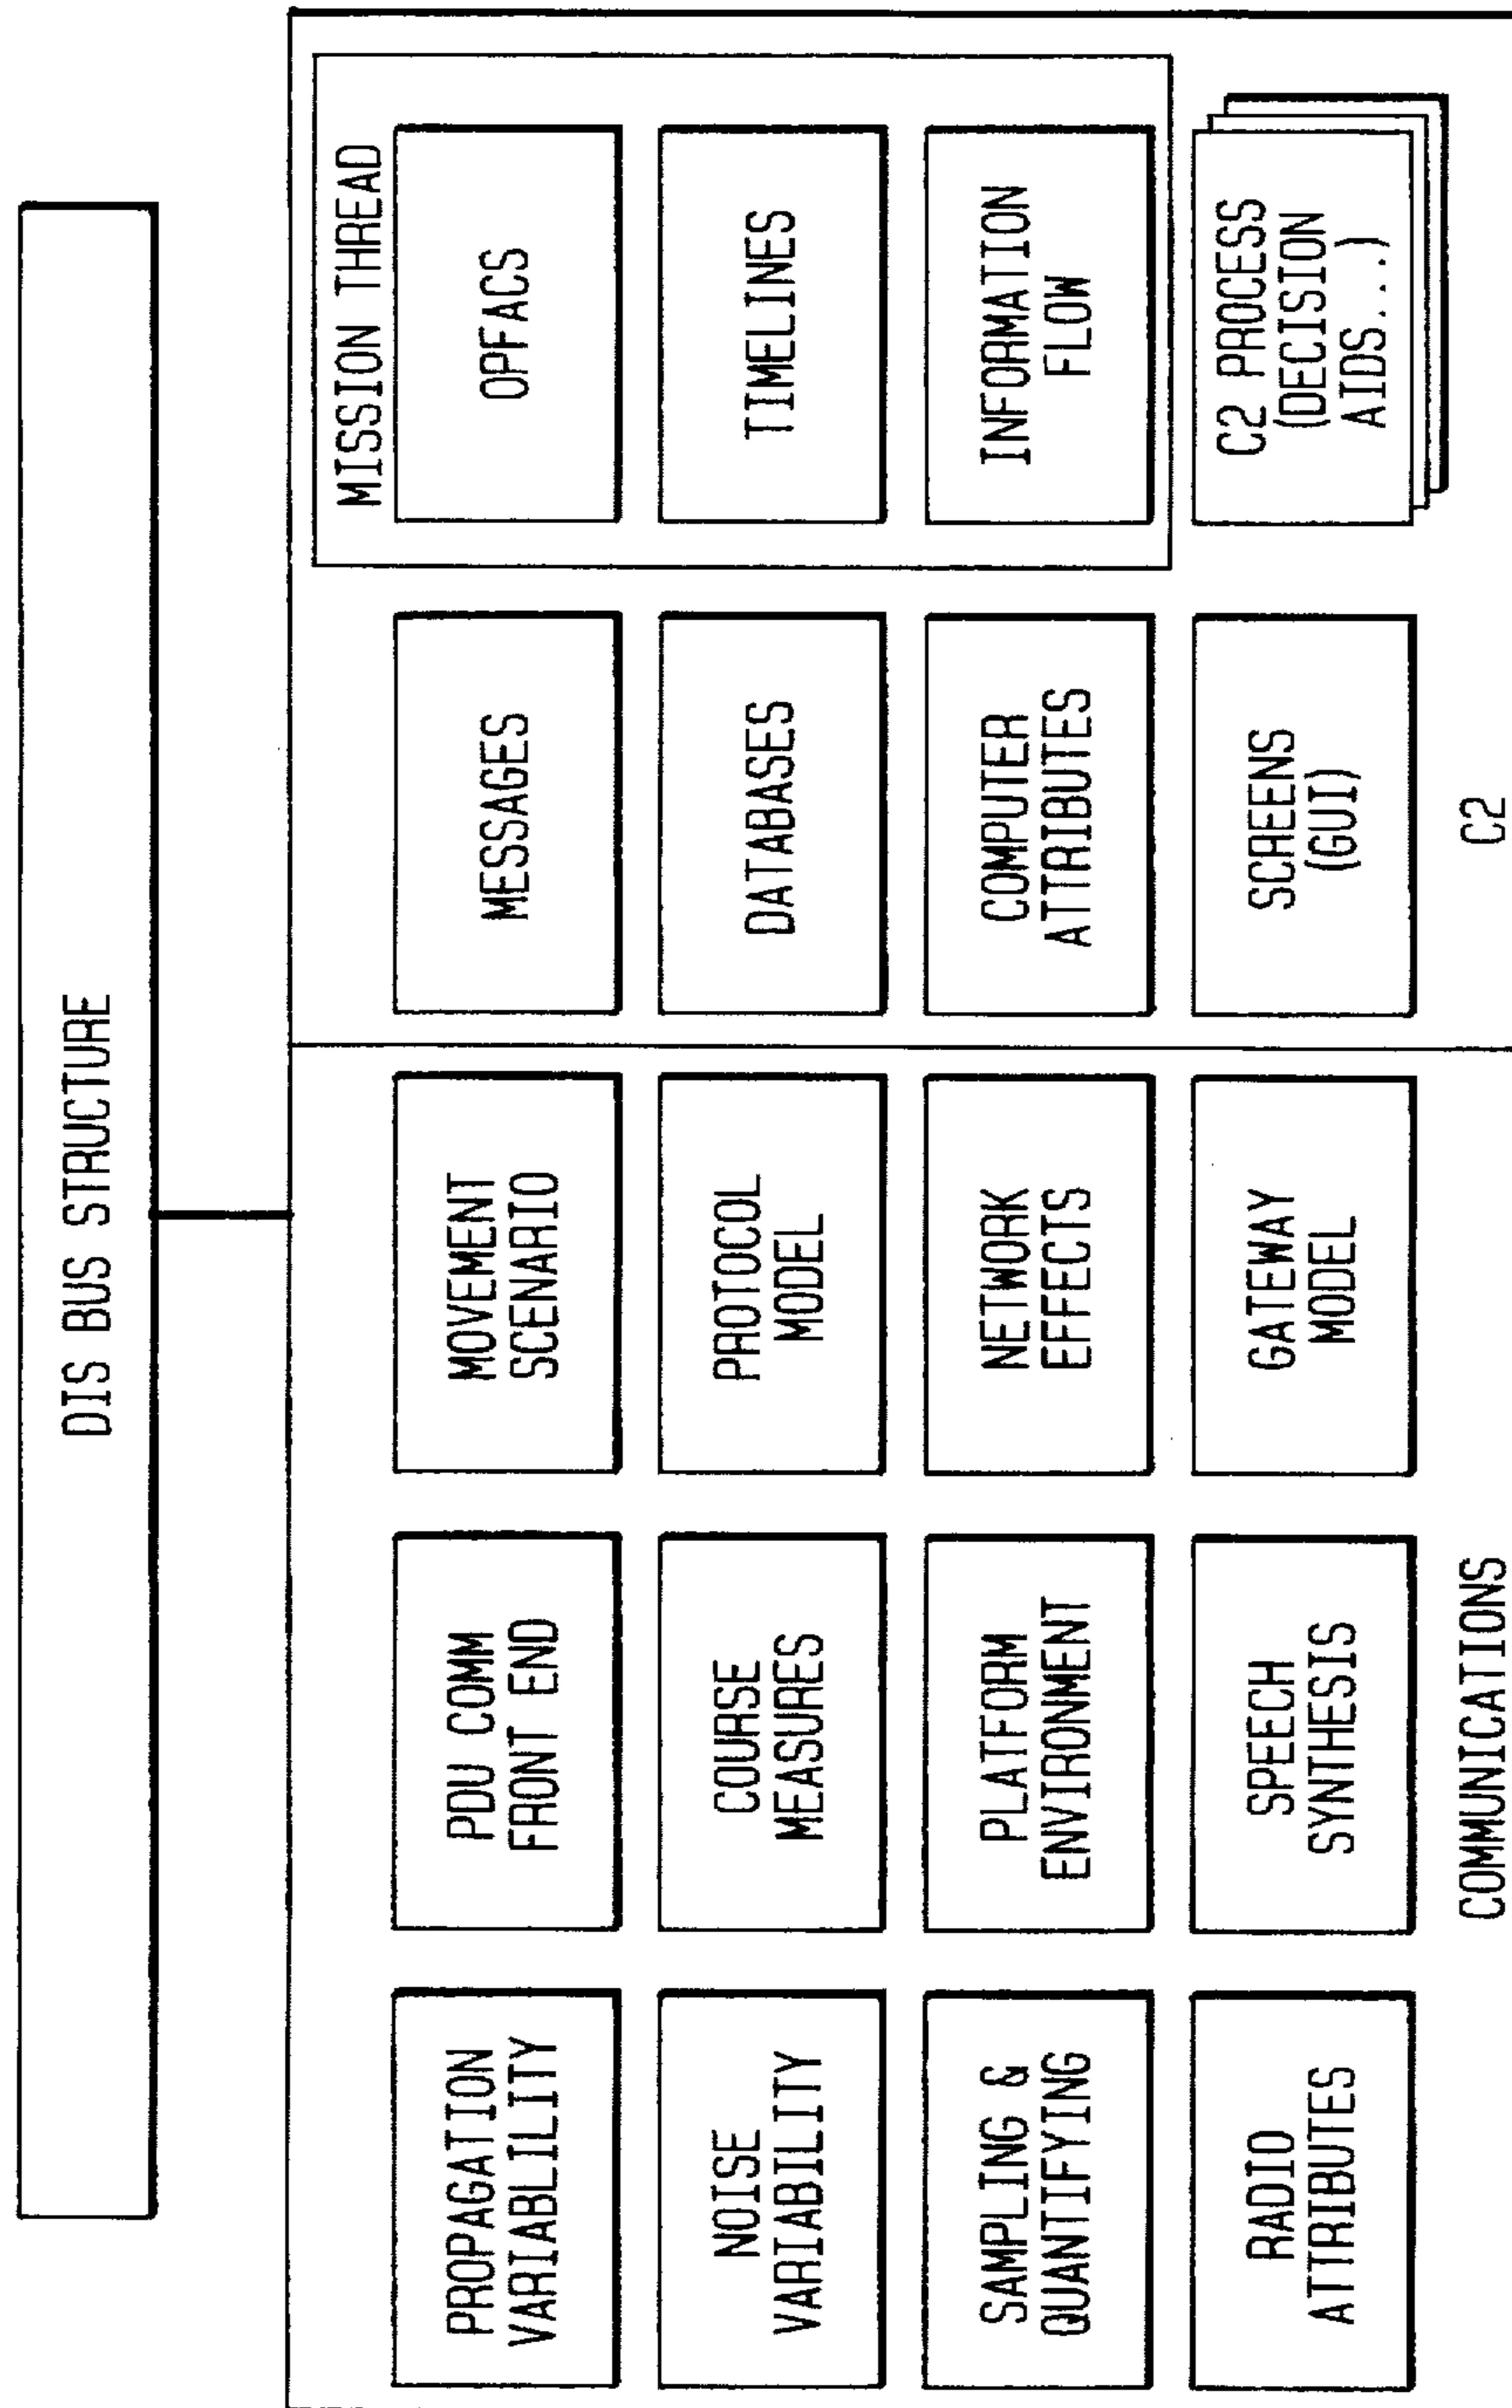 DIS BUS STRUCTURE
PROPAGATION
VARIABLILITY
PDU COMM
FRONT END
MOVEMENT
SCENARIO
MESSAGES
MISSION THREAD
OPFACS
NOISE
VARIABILITY
COURSE
MEASURES
PROTOCOL
MODEL
DATABASES
TIMELINES
SAMPLING &
QUANTIFYING
PLATFORM
ENVIRONMENT
NETWORK
EFFECTS
COMPUTER
ATTRIBUTES
INFORMATION
FLOW
RADIO
ATTRIBUTES
SPEECH
SYNTHESIS
GATEWAY
MODEL
SCREENS
(GUI)
C2 PROCESS
(DECISION
AIDS....)
COMMUNICATIONS
C2